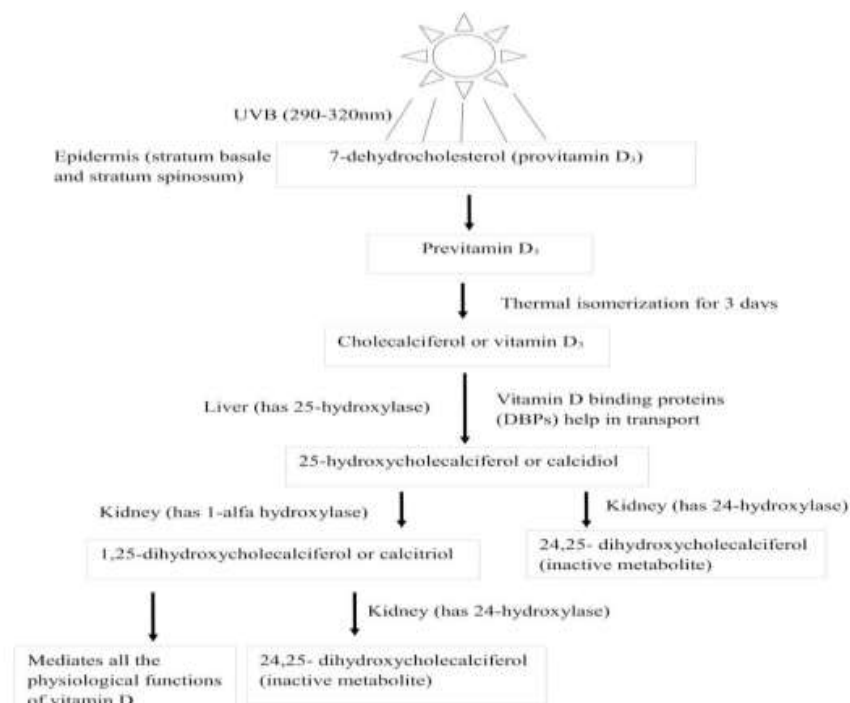 UVB (290-320nm)
Epidermis (stratum basale
and stratum spinosum)
7-dehydrocholesterol (provitamin D₃)
Previtamin D₃
Thermal isomerization for 3 days
Cholecalciferol or vitamin D₃
Liver (has 25-hydroxylase)
Vitamin D binding proteins
(DBPs) help in transport
25-hydroxycholecalciferol or calcidiol
Kidney (has 1-alfa hydroxylase)
Kidney (has 24-hydroxylase)
1,25-dihydroxycholecalciferol or calcitriol
24,25- dihydroxycholecalciferol
(inactive metabolite)
Kidney (has 24-hydroxylase)
Mediates all the
physiological functions
of vitamin D
24,25- dihydroxycholecalciferol
(inactive metabolite)